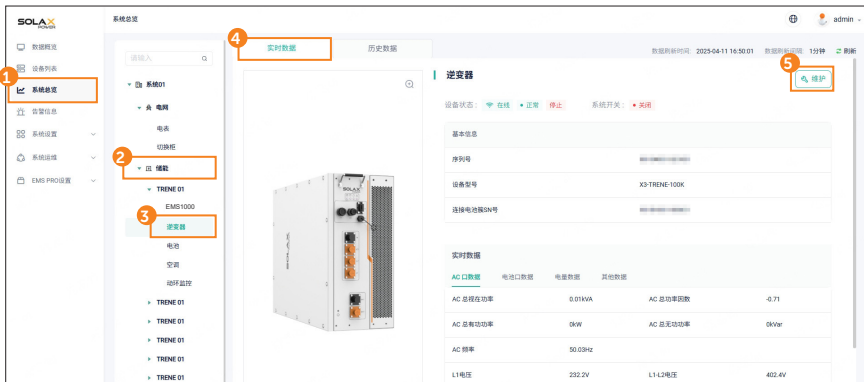 SOLAX
POWER
系统总览
admin
数据概览
设备列表
1
系统总览
告警信息
系统设置
系统运维
EMS PRO设置
请输入
系统01
电网
电表
切换柜
2
储能
TRENE 01
EMS1000
3
逆变器
电池
空调
动环监控
TRENE 01
TRENE 01
TRENE 01
TRENE 01
TRENE 01
4
实时数据
历史数据
数据刷新时间: 2025-04-11 16:50:01 数据刷新间隔: 1分钟 刷新
SOLAX
逆变器
5
维护
设备状态: 在线 正常 停止 系统开关: 关闭
基本信息
序列号
设备型号 X3-TRENE-100K
连接电池簇SN号
实时数据
AC 口数据 电池口数据 电量数据 其他数据
AC 总视在功率 0.01kVA AC 总功率因数 -0.71
AC 总有功功率 0kW AC 总无功功率 0kVar
AC 频率 50.03Hz
L1电压 232.2V L1-L2电压 402.4V